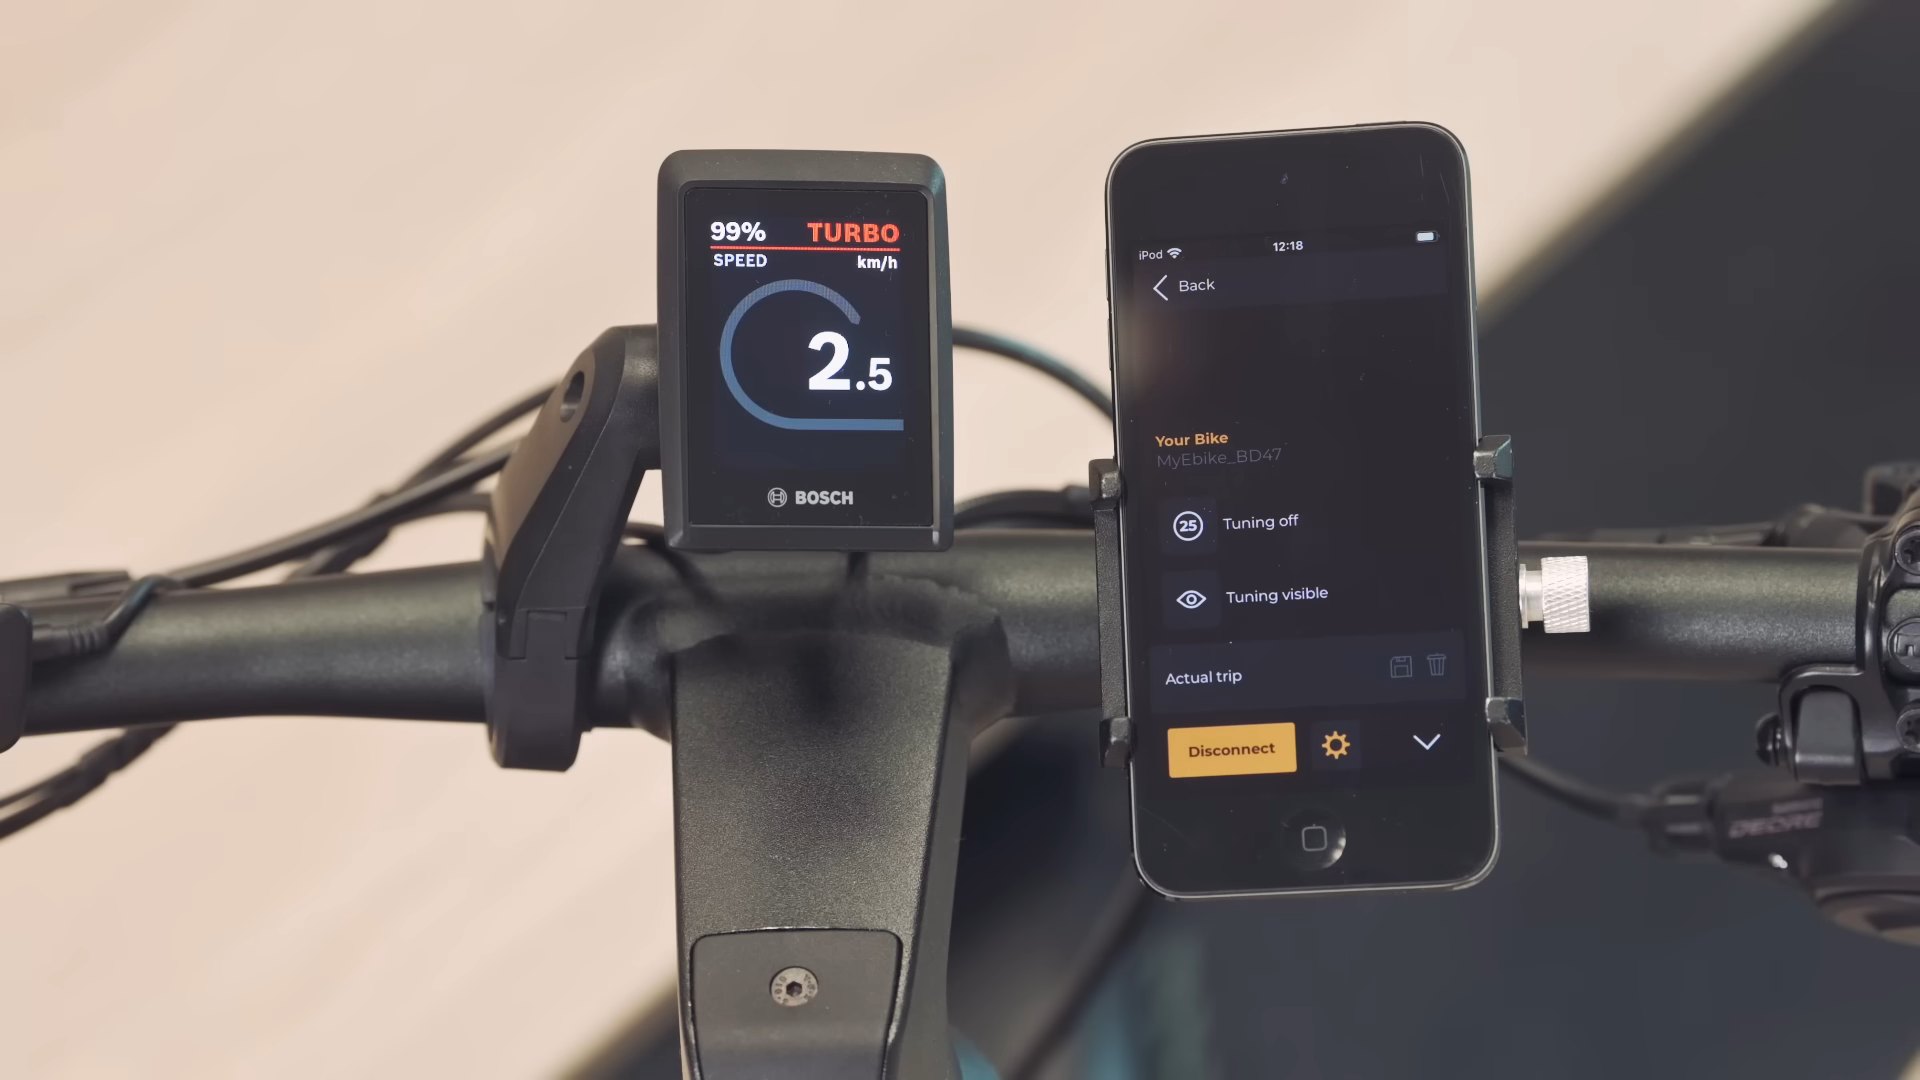 99% TURBO
SPEED km/h
2.5
BOSCH
iPod 12:18
Back
Your Bike
MyEbike_BD47
25 Tuning off
Tuning visible
Actual trip
Disconnect
DEORE